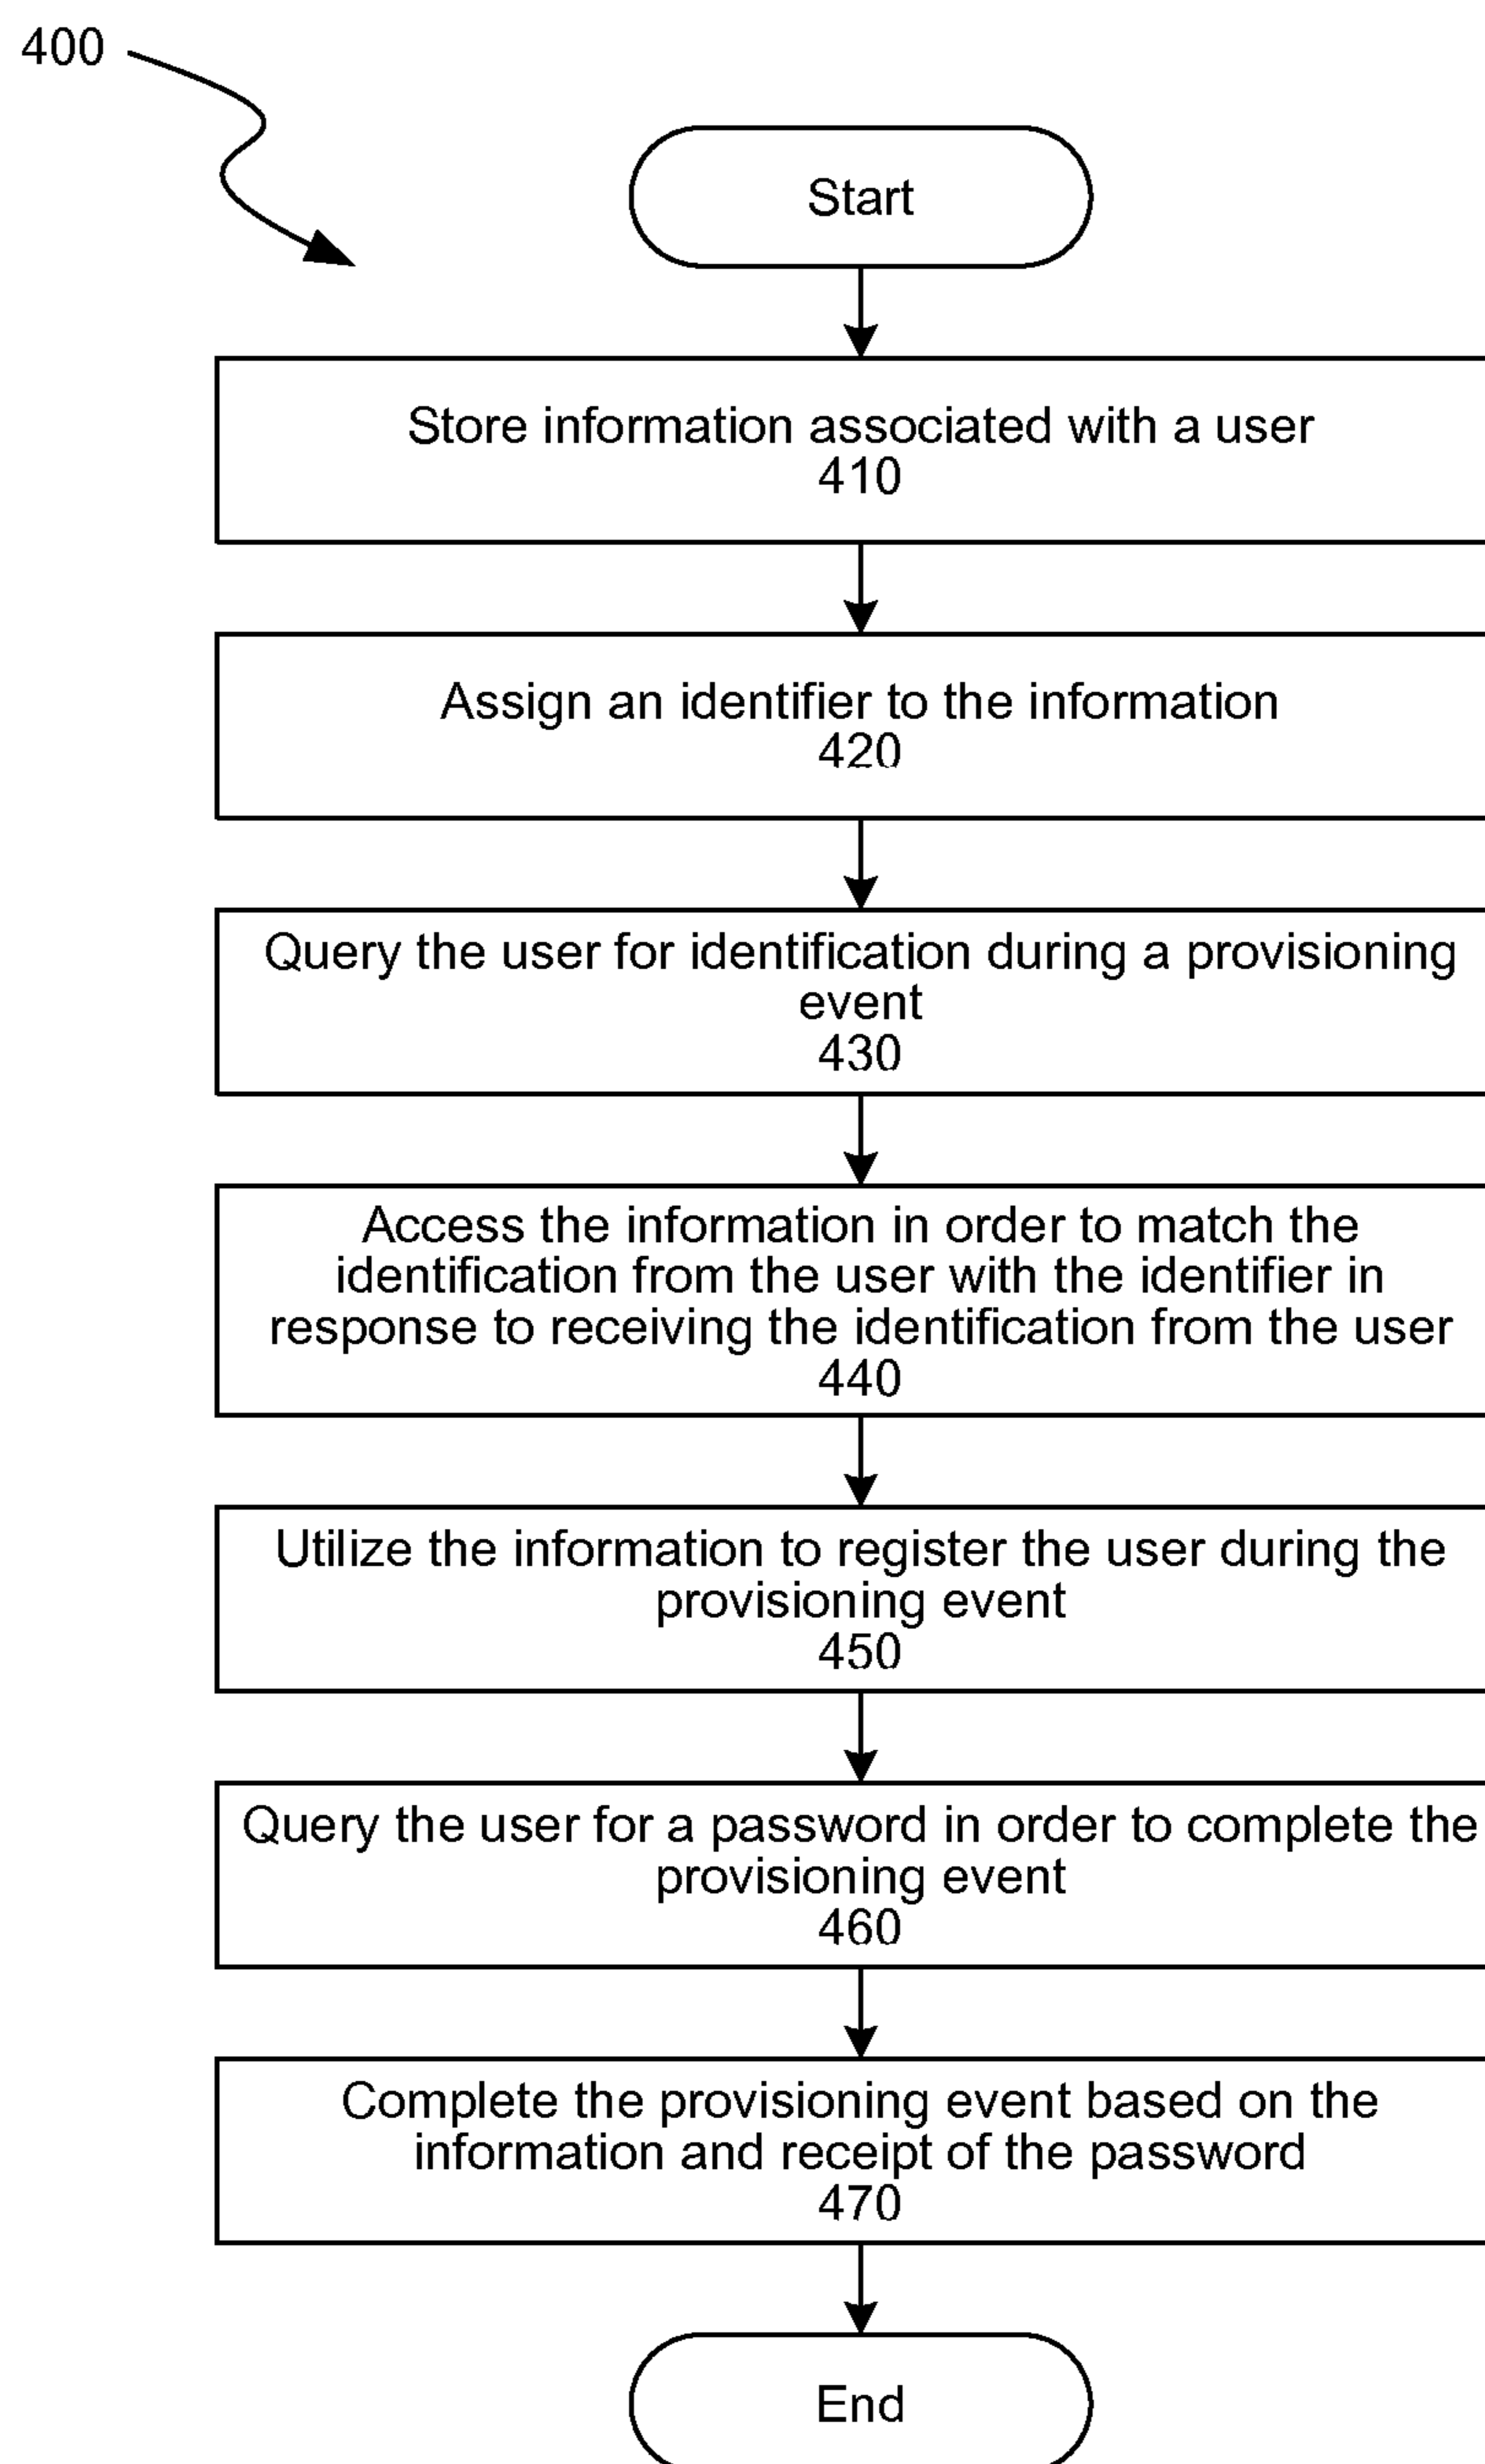 400
Start
Store information associated with a user
410
Assign an identifier to the information
420
Query the user for identification during a provisioning
event
430
Access the information in order to match the
identification from the user with the identifier in
response to receiving the identification from the user
440
Utilize the information to register the user during the
provisioning event
450
Query the user for a password in order to complete the
provisioning event
460
Complete the provisioning event based on the
information and receipt of the password
470
End